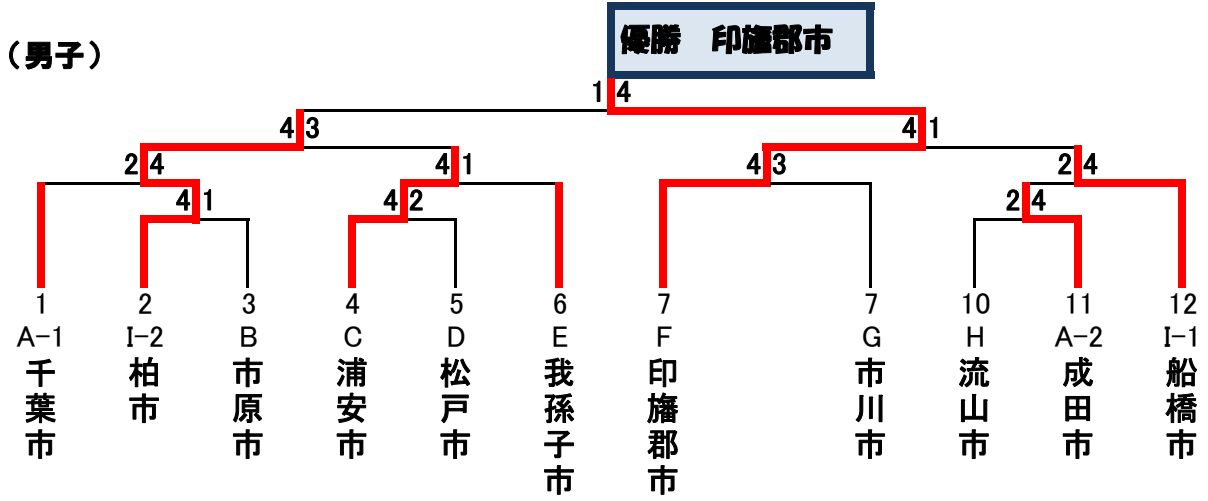 優勝　印旛郡市
（男子）
1 4
4 3
4 1
2 4
4 1
4 3
2 4
4 1
4 2
2 4
1 2 3 4 5 6 7 7 10 11 12
A-1 I-2 B C D E F G H A-2 I-1
千葉市
柏市
市原市
浦安市
松戸市
我孫子市
印旛郡市
市川市
流山市
成田市
船橋市